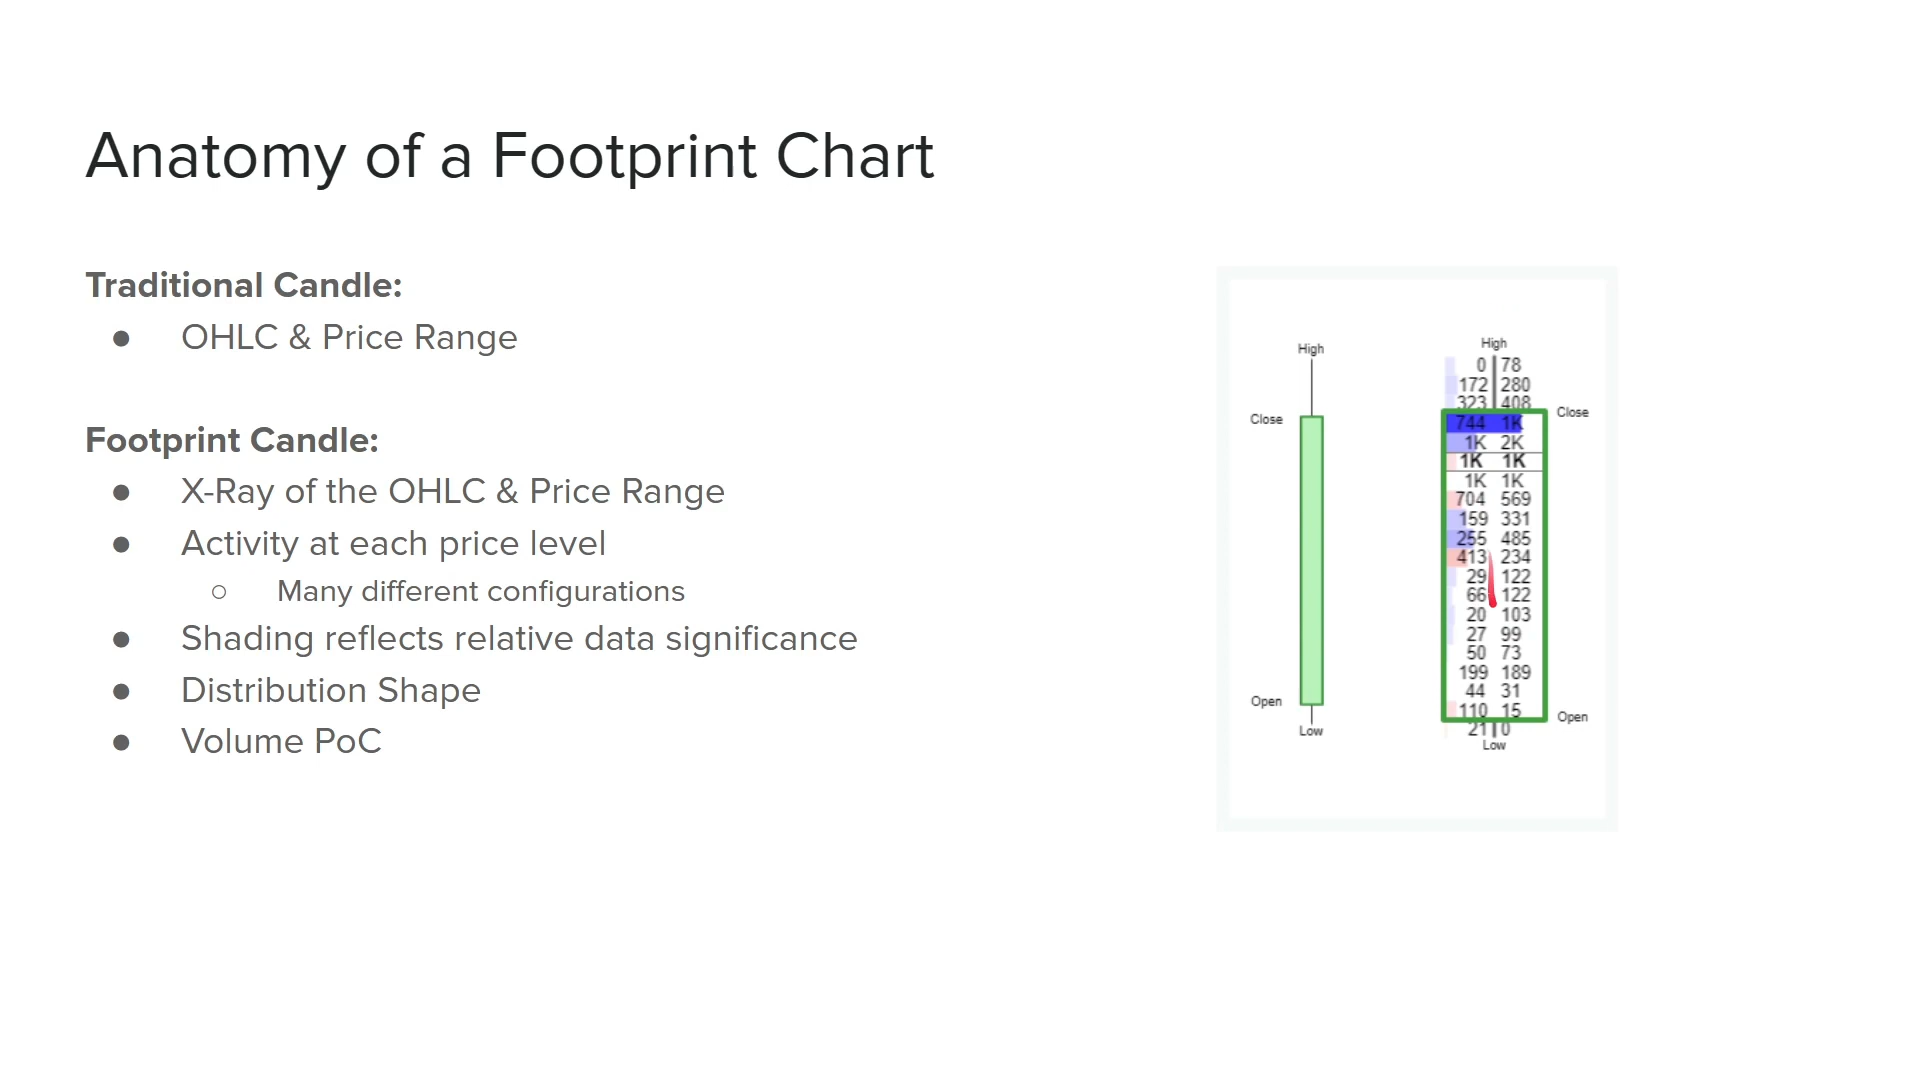 Anatomy of a Footprint Chart
Traditional Candle:
● OHLC & Price Range
Footprint Candle:
● X-Ray of the OHLC & Price Range
● Activity at each price level
○ Many different configurations
● Shading reflects relative data significance
● Distribution Shape
● Volume PoC
High
Close
Open
Low
High
0 78
172 280
323 408
Close
744 1K
1K 2K
1K 1K
1K 1K
704 569
159 331
255 485
413 234
29 122
66 122
20 103
27 99
50 73
199 189
44 31
110 15
Open
21 0
Low